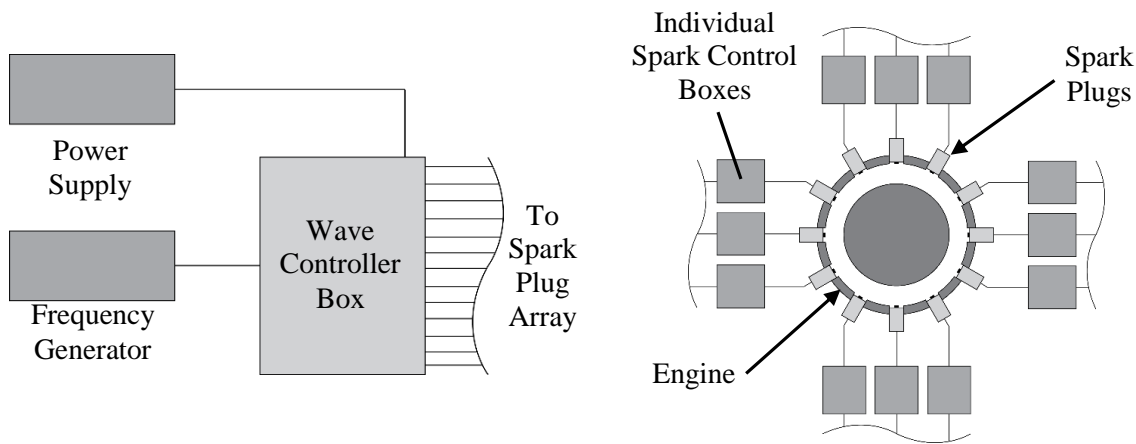 Power
Supply
Frequency
Generator
Wave
Controller
Box
To
Spark
Plug
Array
Individual
Spark Control
Boxes
Spark
Plugs
Engine